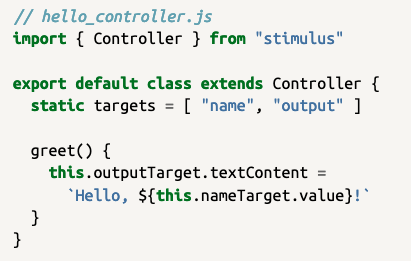 // hello_controller.js
import { Controller } from "stimulus"

export default class extends Controller {
  static targets = [ "name", "output" ]

  greet() {
    this.outputTarget.textContent =
      `Hello, ${this.nameTarget.value}!`
  }
}